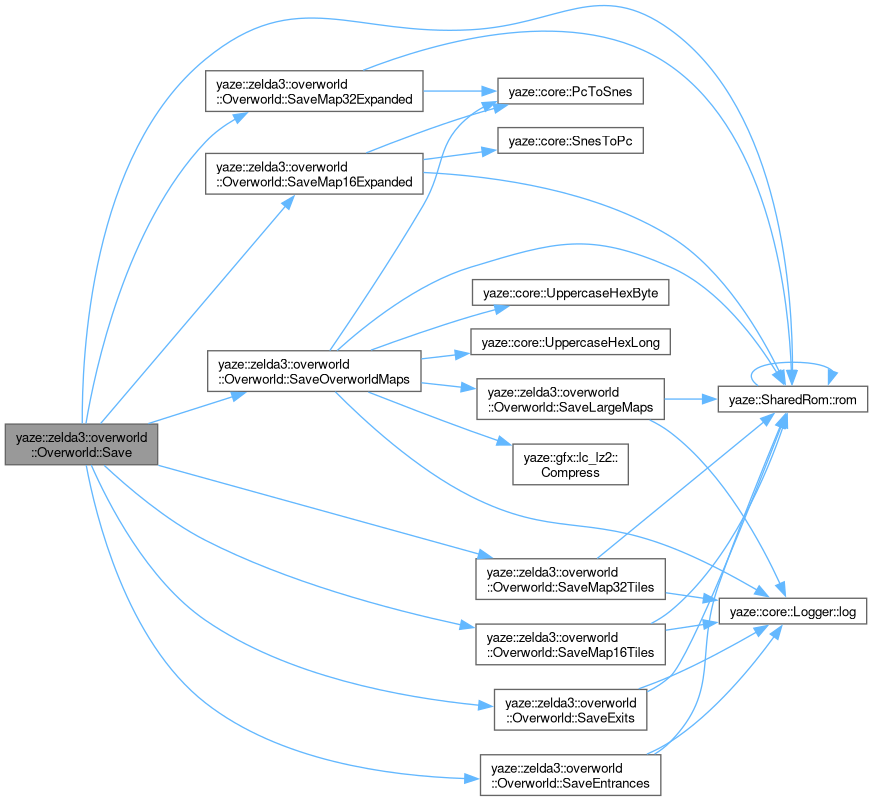 yaze::zelda3::overworld
::Overworld::SaveMap32Expanded
yaze::core::PcToSnes
yaze::core::SnesToPc
yaze::zelda3::overworld
::Overworld::SaveMap16Expanded
yaze::core::UppercaseHexByte
yaze::core::UppercaseHexLong
yaze::zelda3::overworld
::Overworld::SaveOverworldMaps
yaze::zelda3::overworld
::Overworld::SaveLargeMaps
yaze::SharedRom::rom
yaze::zelda3::overworld
::Overworld::Save
yaze::gfx::lc_lz2::
Compress
yaze::zelda3::overworld
::Overworld::SaveMap32Tiles
yaze::core::Logger::log
yaze::zelda3::overworld
::Overworld::SaveMap16Tiles
yaze::zelda3::overworld
::Overworld::SaveExits
yaze::zelda3::overworld
::Overworld::SaveEntrances